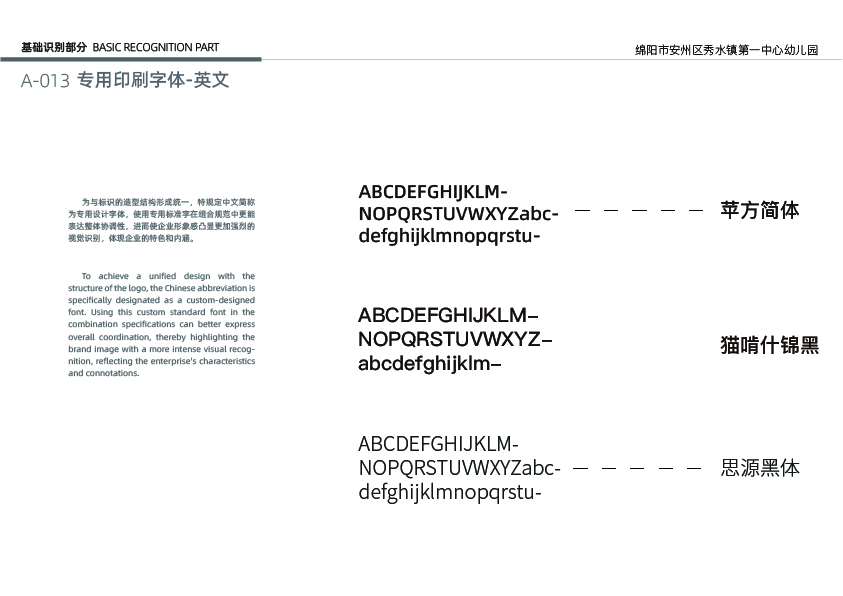 基础识别部分 BASIC RECOGNITION PART
绵阳市安州区秀水镇第一中心幼儿园
A-013 专用印刷字体-英文
为与标识的造型结构形成统一，特规定中文简称
为专用设计字体，使用专用标准字在组合规范中更能
表达整体协调性，进而使企业形象感凸显更加强烈的
视觉识别，体现企业的特色和内涵。
To achieve a unified design with the
structure of the logo, the Chinese abbreviation is
specifically designated as a custom-designed
font. Using this custom standard font in the
combination specifications can better express
overall coordination, thereby highlighting the
brand image with a more intense visual recog-
nition, reflecting the enterprise's characteristics
and connotations.
ABCDEFGHIJKLM-
NOPQRSTUVWXYZabc-
defghijklmnopqrstu-
苹方简体
ABCDEFGHIJKLM–
NOPQRSTUVWXYZ–
abcdefghijklm–
猫啃什锦黑
ABCDEFGHIJKLM-
NOPQRSTUVWXYZabc-
defghijklmnopqrstu-
思源黑体